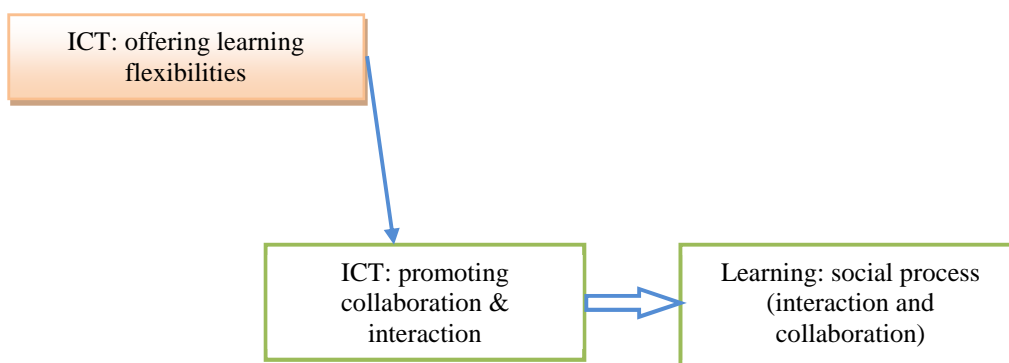 ICT: offering learning
flexibilities
ICT: promoting
collaboration &
interaction
Learning: social process
(interaction and
collaboration)